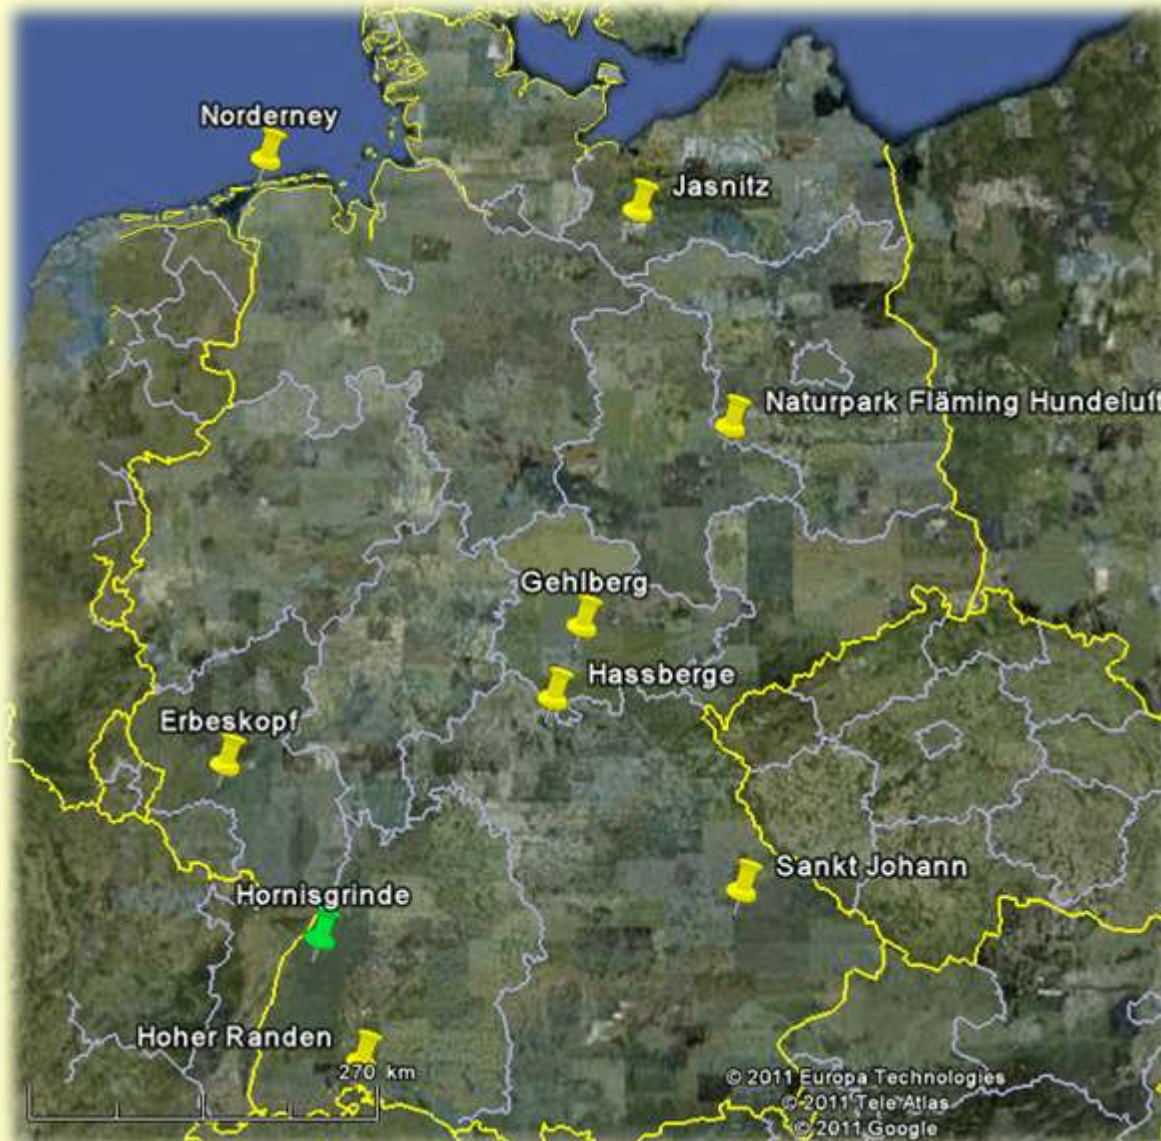 Norderney
Jasnitz
Naturpark Fläming Hundeluft
Gehlberg
Hassberge
Erbeskopf
Sankt Johann
Hornisgrinde
Hoher Randen
270 km
© 2011 Europa Technologies
© 2011 Tele Atlas
© 2011 Google